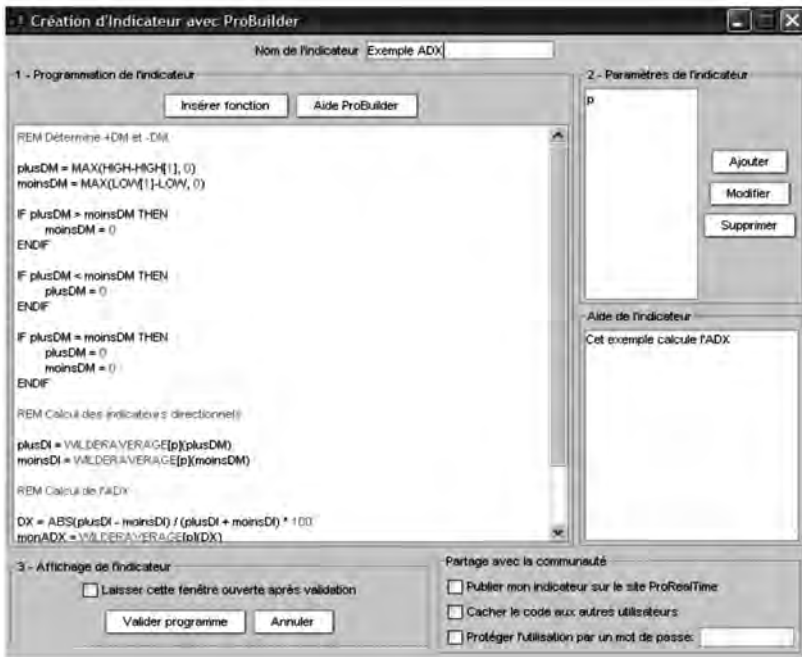 Création d'Indicateur avec ProBuilder
Nom de l'indicateur Exemple ADX
1 - Programmation de l'indicateur
Insérer fonction
Aide ProBuilder
REM Détermine +DM et -DM
plusDM = MAX(HIGH-HIGH[1], 0)
moinsDM = MAX(LOW[1]-LOW, 0)
IF plusDM > moinsDM THEN
moinsDM = 0
ENDIF
IF plusDM < moinsDM THEN
plusDM = 0
ENDIF
IF plusDM = moinsDM THEN
plusDM = 0
moinsDM = 0
ENDIF
REM Calcul des indicateurs directionnels
plusDI = WILDERAVERAGE[p](plusDM)
moinsDI = WILDERAVERAGE[p](moinsDM)
REM Calcul de l'ADX
DX = ABS(plusDI - moinsDI) / (plusDI + moinsDI) * 100
monADX = WILDERAVERAGE[p](DX)
2 - Paramètres de l'indicateur
p
Ajouter
Modifier
Supprimer
Aide de l'indicateur
Cet exemple calcule l'ADX
3 - Affichage de l'indicateur
Laisser cette fenêtre ouverte après validation
Valider programme
Annuler
Partage avec la communauté
Publier mon indicateur sur le site ProRealTime
Cacher le code aux autres utilisateurs
Protéger l'utilisation par un mot de passe: